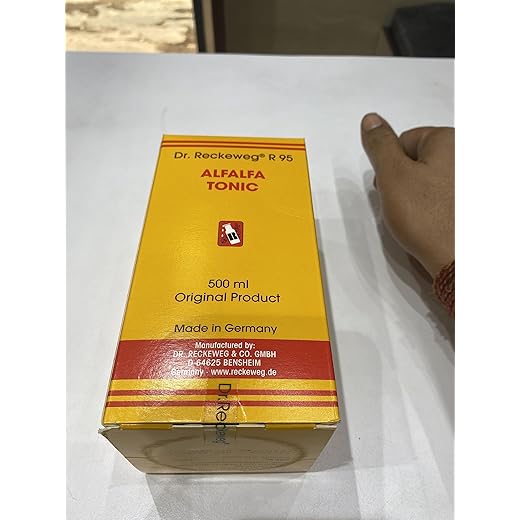 Dr. Reckeweg® R 95
ALFALFA
TONIC
500 ml
Original Product
Made in Germany
Manufactured by:
DR. RECKEWEG & CO. GMBH
D-64625 BENSHEIM
Germany - www.reckeweg.de
Dr.Reckeweg